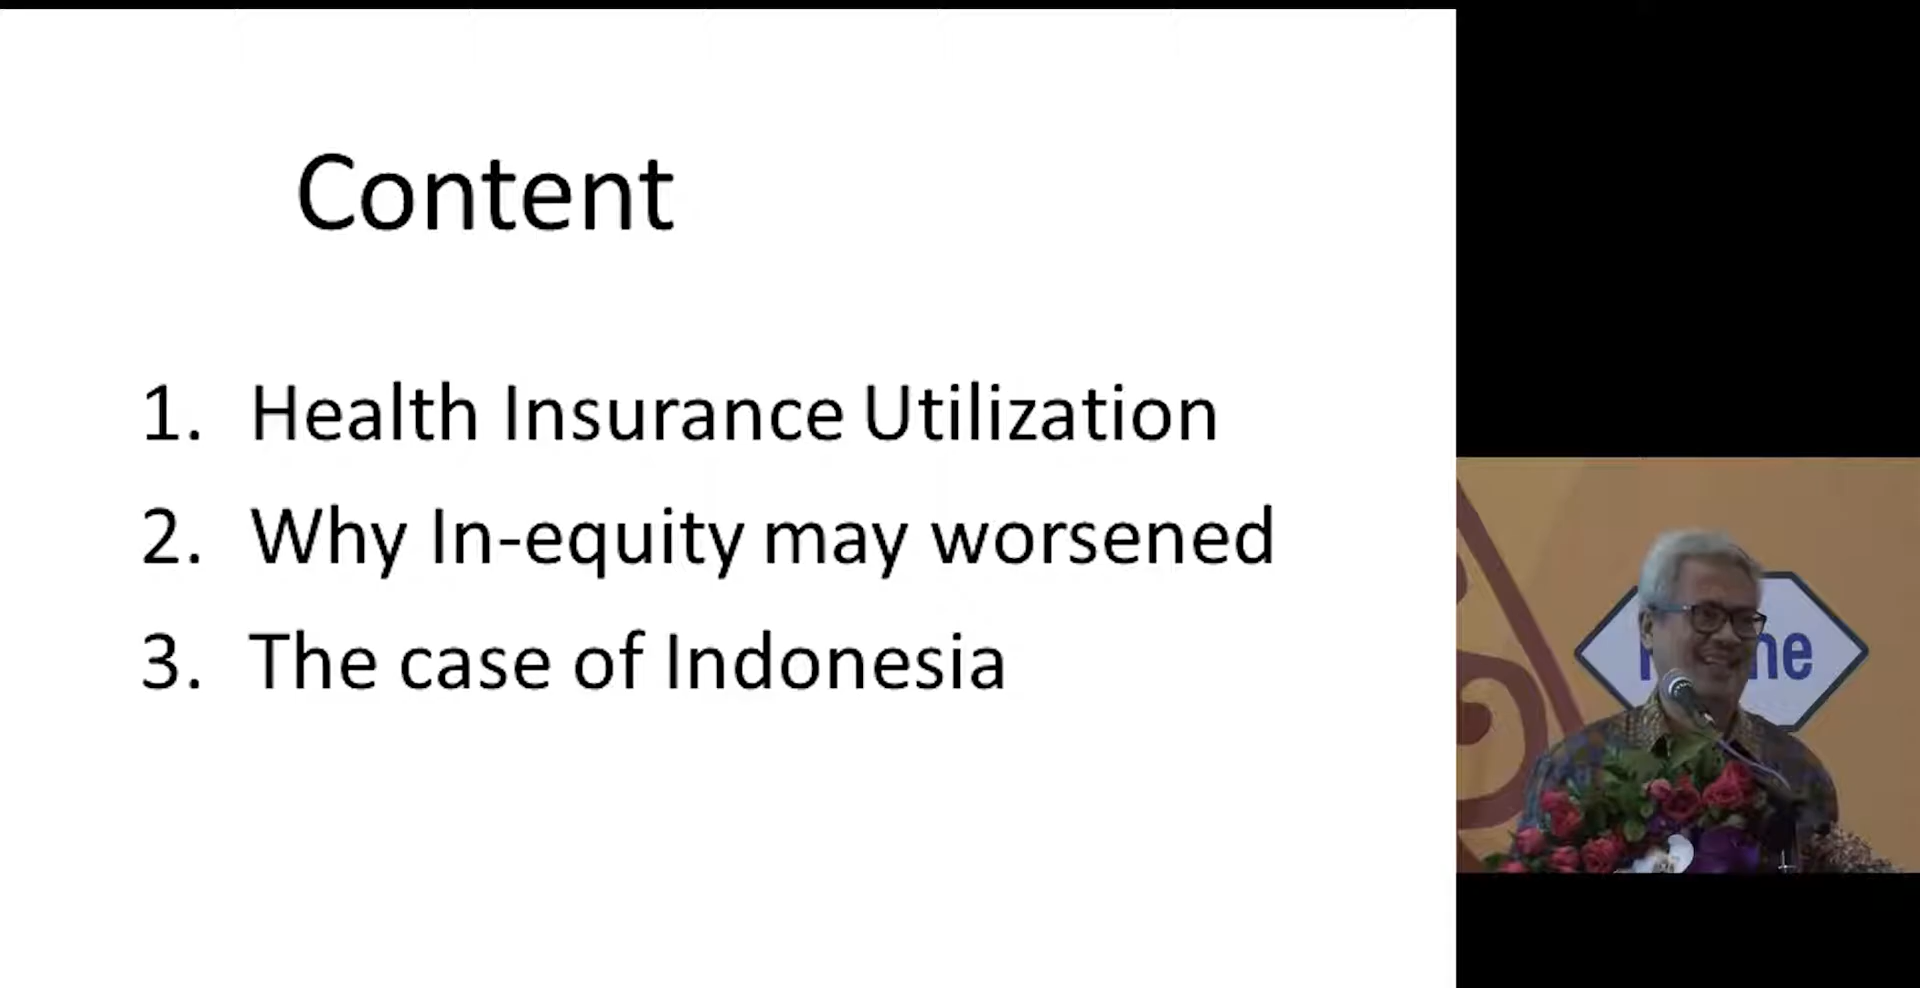 Content
1. Health Insurance Utilization
2. Why In-equity may worsened
3. The case of Indonesia